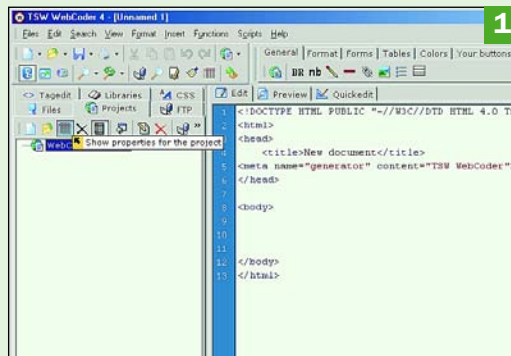 TSW WebCoder 4 - [Unnamed 1]
1
Files Edit Search View Format Insert Functions Scripts Help
General Format Forms Tables Colors Your buttons
BR nb
Tagedit Libraries CSS
Files Projects FTP
Edit Preview Quickedit
Show properties for the project
WebC
1 <!DOCTYPE HTML PUBLIC "-//W3C//DTD HTML 4.0 T
2 <html>
3 <head>
4 <title>New document</title>
5 <meta name="generator" content="TSW WebCoder"
6 </head>
7
8 <body>
9
10
11
12 </body>
13 </html>